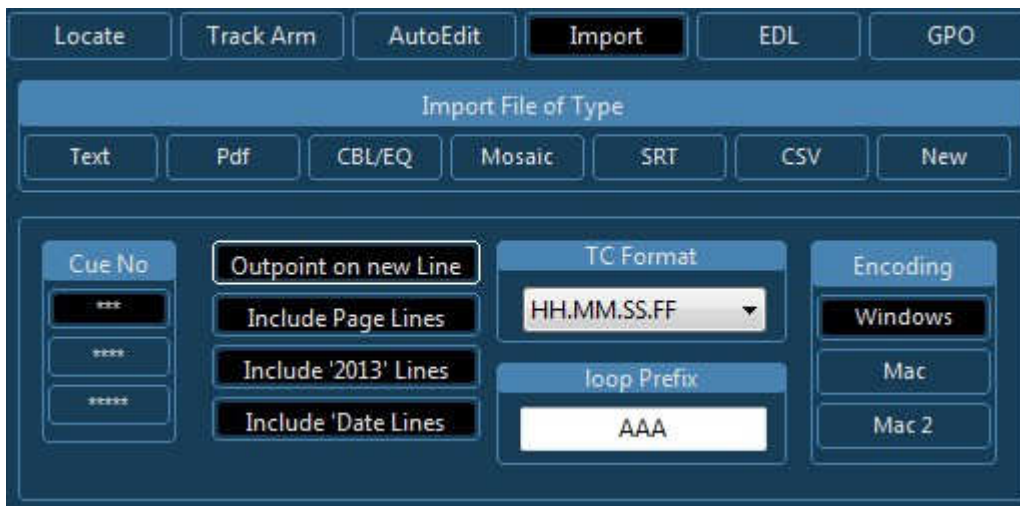 Locate Track Arm AutoEdit Import EDL GPO
Import File of Type
Text Pdf CBL/EQ Mosaic SRT CSV New
Cue No
***
****
*****
Outpoint on new Line
Include Page Lines
Include '2013' Lines
Include 'Date Lines
TC Format
HH.MM.SS.FF
loop Prefix
AAA
Encoding
Windows
Mac
Mac 2